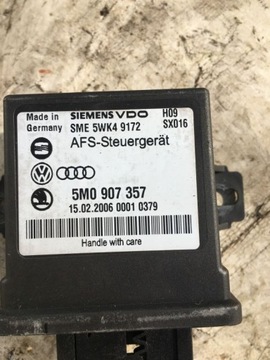 Made in SIEMENS VDO H09
Germany SME 5WK4 9172 SX016
AFS-Steuergerät
5M0 907 357
15.02.2006 0001 0379
Handle with care